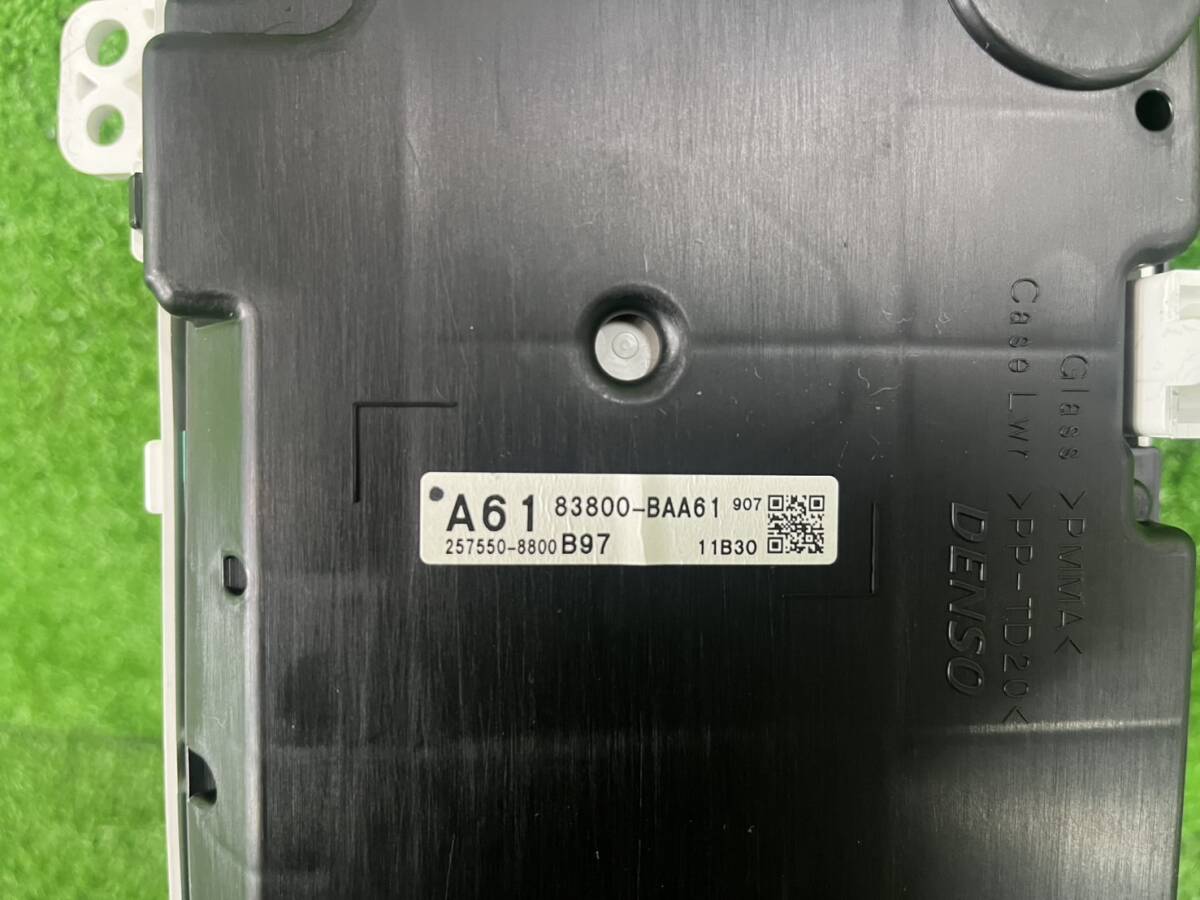 A61 83800-BAA61 907
257550-8800 B97 11B30
Glass >PMMA<
Case Lwr >PP-TD20<
DENSO